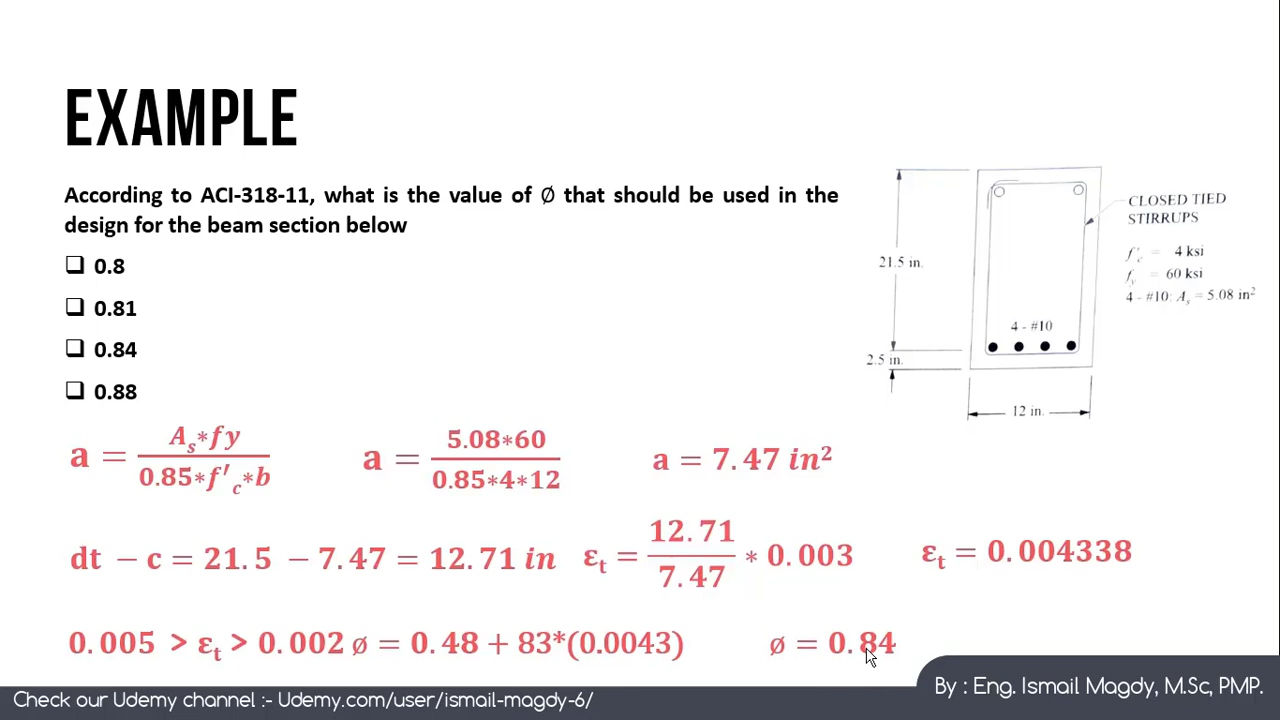 EXAMPLE
According to ACI-318-11, what is the value of Ø that should be used in the
design for the beam section below
❑ 0.8
❑ 0.81
❑ 0.84
❑ 0.88
21.5 in.
2.5 in.
12 in.
4 - #10
CLOSED TIED
STIRRUPS
f'c = 4 ksi
fy = 60 ksi
4 - #10: As = 5.08 in²
a = As*fy / 0.85*f'c*b
a = 5.08*60 / 0.85*4*12
a = 7.47 in²
dt – c = 21.5 – 7.47 = 12.71 in
εt = 12.71 / 7.47 * 0.003
εt = 0.004338
0.005 > εt > 0.002 ø = 0.48 + 83*(0.0043)
ø = 0.84
Check our Udemy channel :- Udemy.com/user/ismail-magdy-6/
By : Eng. Ismail Magdy, M.Sc, PMP.